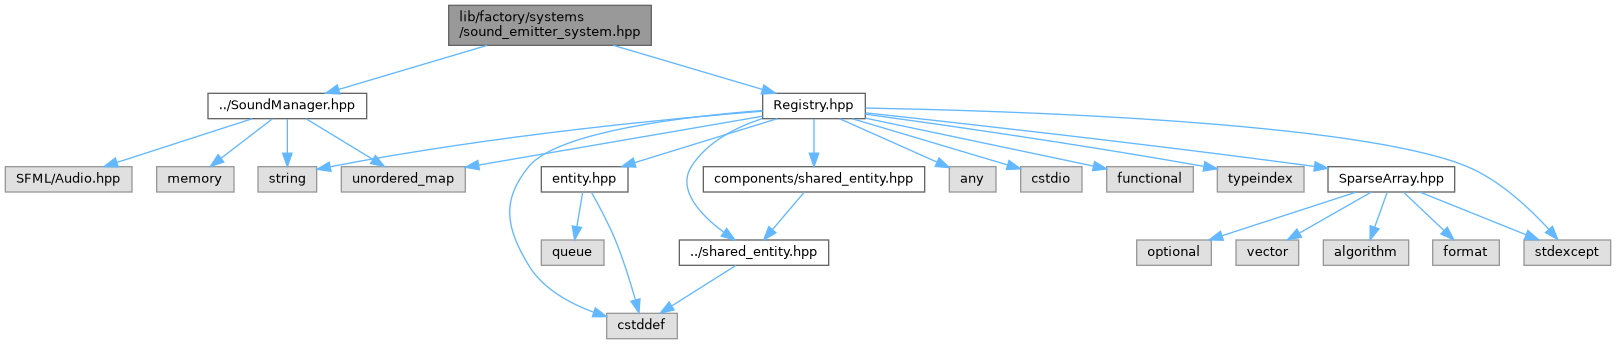 lib/factory/systems
/sound_emitter_system.hpp
../SoundManager.hpp
Registry.hpp
SFML/Audio.hpp
memory
string
unordered_map
entity.hpp
components/shared_entity.hpp
any
cstdio
functional
typeindex
SparseArray.hpp
queue
../shared_entity.hpp
optional
vector
algorithm
format
stdexcept
cstddef